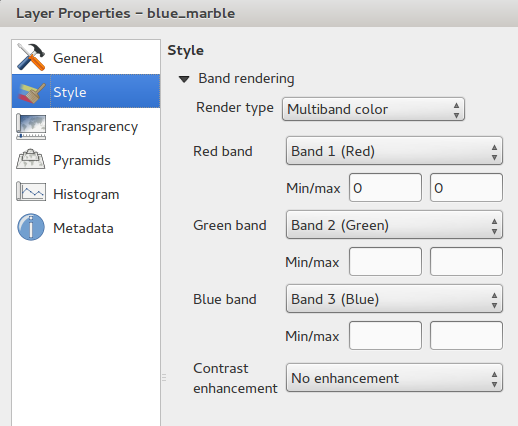 Layer Properties – blue_marble
General
Style
Transparency
Pyramids
Histogram
Metadata
Style
Band rendering
Render type Multiband color
Red band Band 1 (Red)
Min/max 0 0
Green band Band 2 (Green)
Min/max
Blue band Band 3 (Blue)
Min/max
Contrast
enhancement No enhancement